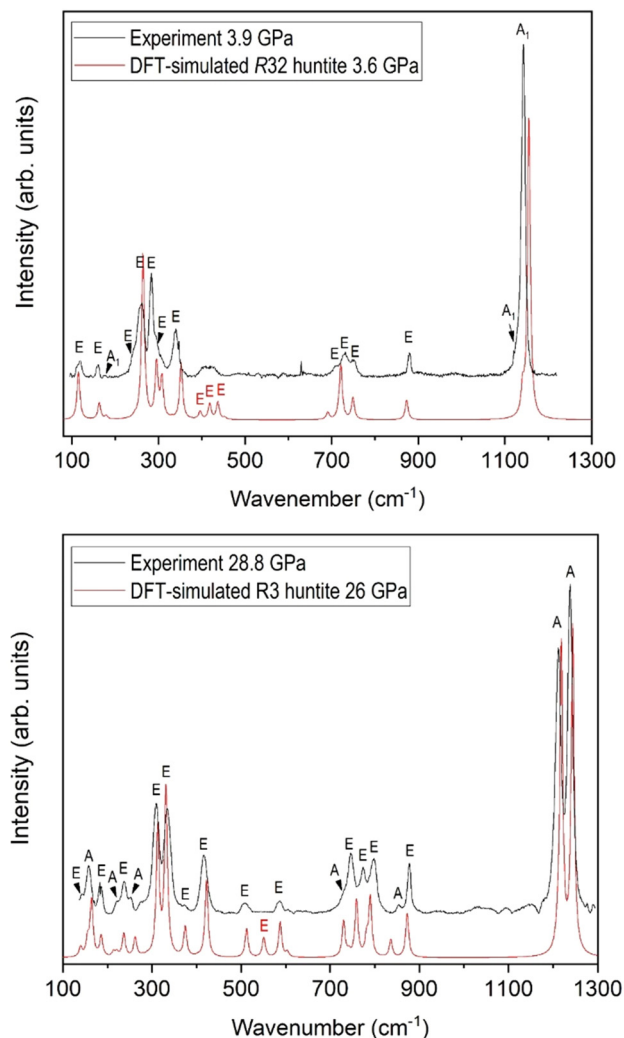 Experiment 3.9 GPa
DFT-simulated R32 huntite 3.6 GPa
A₁
Intensity (arb. units)
E
E
E
E
A₁
E
E
E
A₁
E
E
E
E
E
E
E
E
100 300 500 700 900 1100 1300
Wavenember (cm⁻¹)
Experiment 28.8 GPa
DFT-simulated R3 huntite 26 GPa
A
A
Intensity (arb. units)
E
E
E
E
A
E
A
E
A
E
E
E
E
A
E
E
A
E
E
100 300 500 700 900 1100 1300
Wavenumber (cm⁻¹)